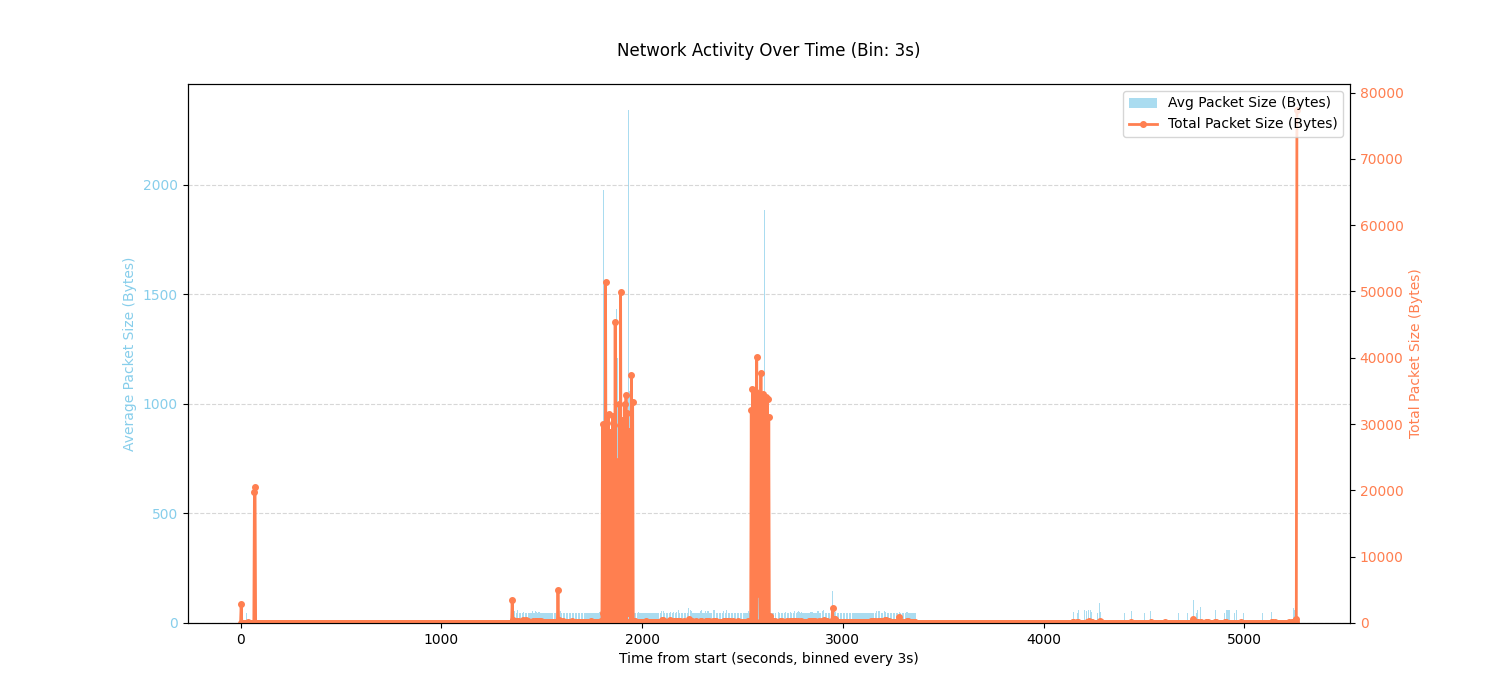 Network Activity Over Time (Bin: 3s)
Avg Packet Size (Bytes)
Total Packet Size (Bytes)
Average Packet Size (Bytes)
2000
1500
1000
500
0
80000
70000
60000
50000
40000
30000
20000
10000
0
Total Packet Size (Bytes)
0 1000 2000 3000 4000 5000
Time from start (seconds, binned every 3s)